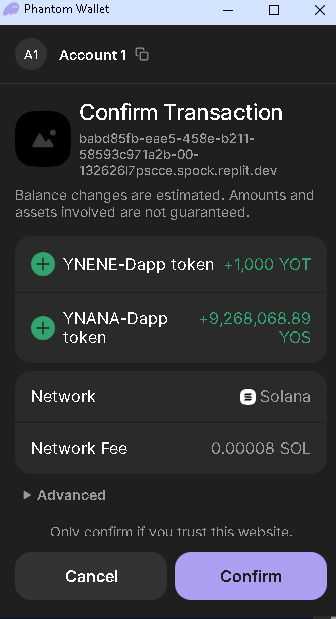 Phantom Wallet
A1 Account 1
Confirm Transaction
babd85fb-eae5-458e-b211-
58593c971a2b-00-
132626i7pscce.spock.replit.dev
Balance changes are estimated. Amounts and
assets involved are not guaranteed.
YNENE-Dapp token +1,000 YOT
YNANA-Dapp +9,268,068.89
token YOS
Network Solana
Network Fee 0.00008 SOL
Advanced
Only confirm if you trust this website.
Cancel Confirm